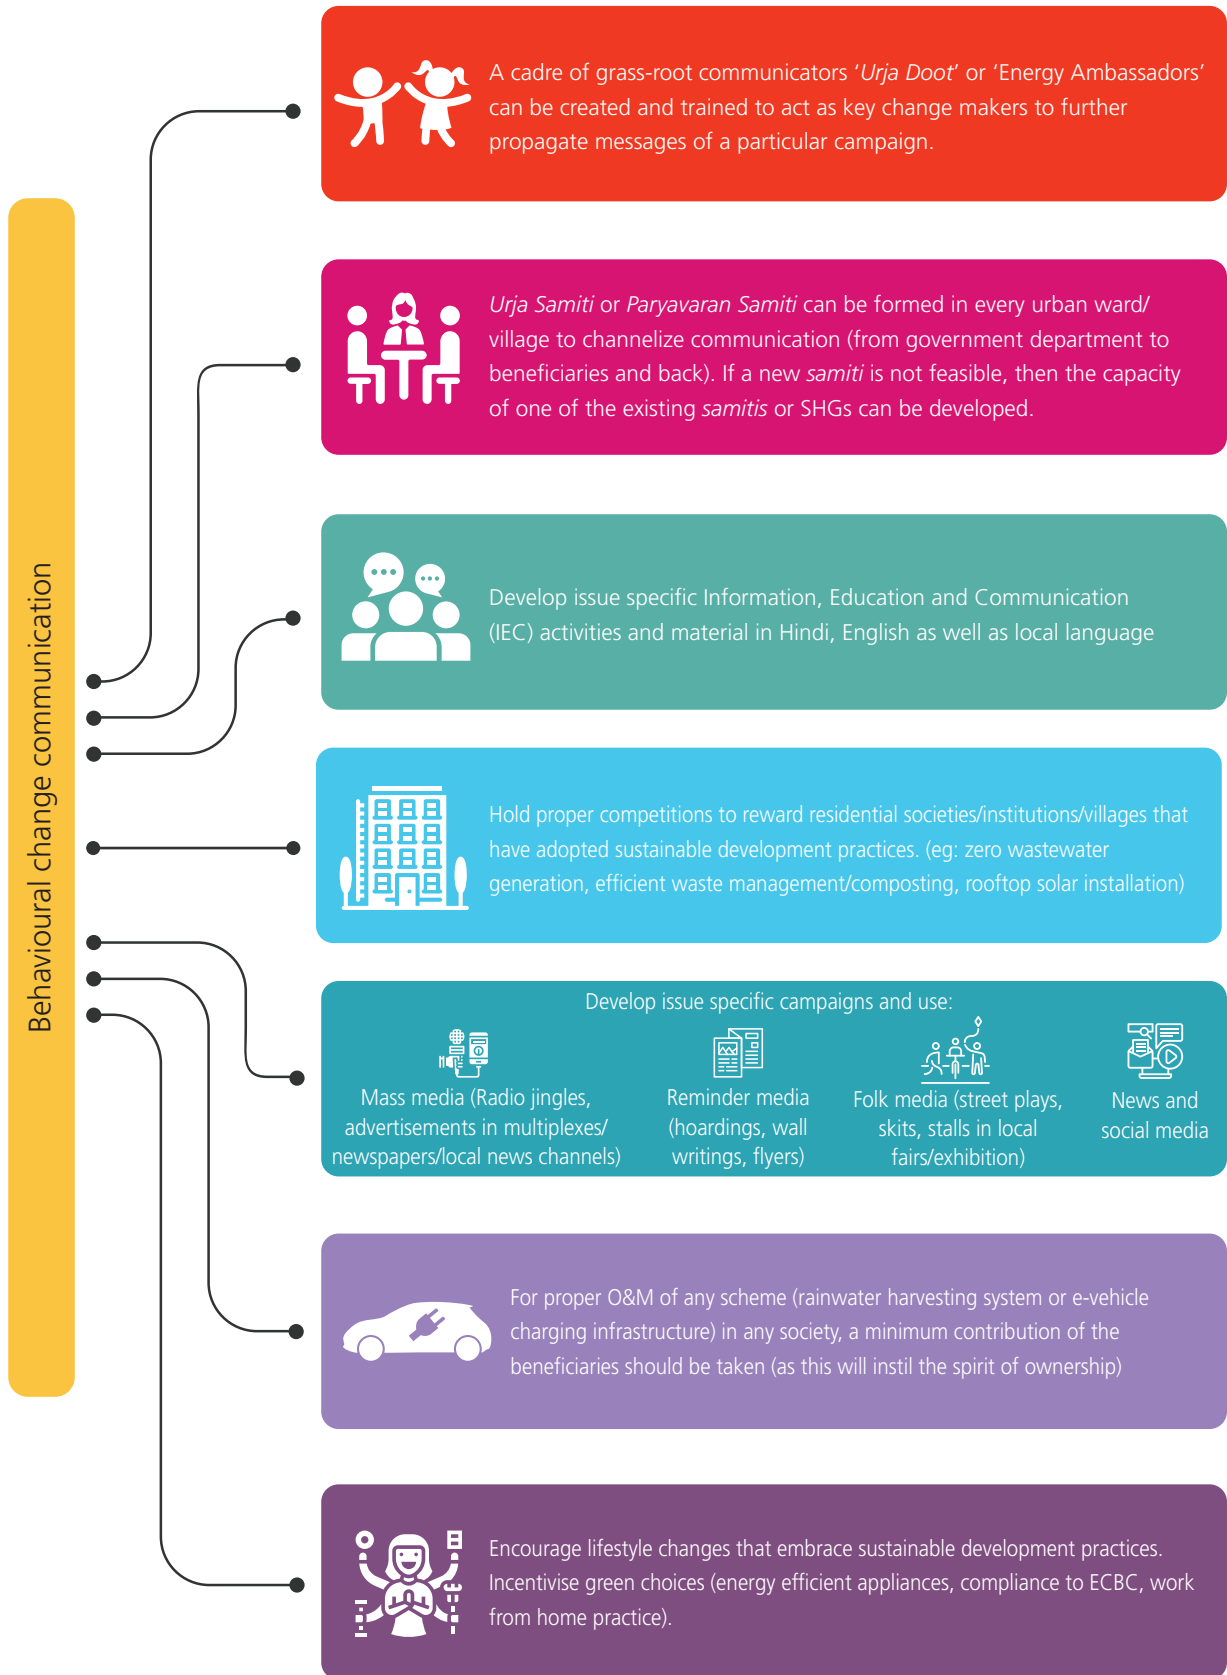 Behavioural change communication
A cadre of grass-root communicators ‘Urja Doot’ or ‘Energy Ambassadors’
can be created and trained to act as key change makers to further
propagate messages of a particular campaign.
Urja Samiti or Paryavaran Samiti can be formed in every urban ward/
village to channelize communication (from government department to
beneficiaries and back). If a new samiti is not feasible, then the capacity
of one of the existing samitis or SHGs can be developed.
Develop issue specific Information, Education and Communication
(IEC) activities and material in Hindi, English as well as local language
Hold proper competitions to reward residential societies/institutions/villages that
have adopted sustainable development practices. (eg: zero wastewater
generation, efficient waste management/composting, rooftop solar installation)
Develop issue specific campaigns and use:
Mass media (Radio jingles,
advertisements in multiplexes/
newspapers/local news channels)
Reminder media
(hoardings, wall
writings, flyers)
Folk media (street plays,
skits, stalls in local
fairs/exhibition)
News and
social media
For proper O&M of any scheme (rainwater harvesting system or e-vehicle
charging infrastructure) in any society, a minimum contribution of the
beneficiaries should be taken (as this will instil the spirit of ownership)
Encourage lifestyle changes that embrace sustainable development practices.
Incentivise green choices (energy efficient appliances, compliance to ECBC, work
from home practice).